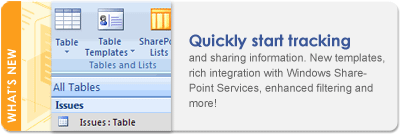 WHAT'S NEW
Table
Table Templates
SharePo
Lists
Tables and Lists
All Tables
Issues
Issues : Table
Quickly start tracking
and sharing information. New templates,
rich integration with Windows Share-
Point Services, enhanced filtering and
more!